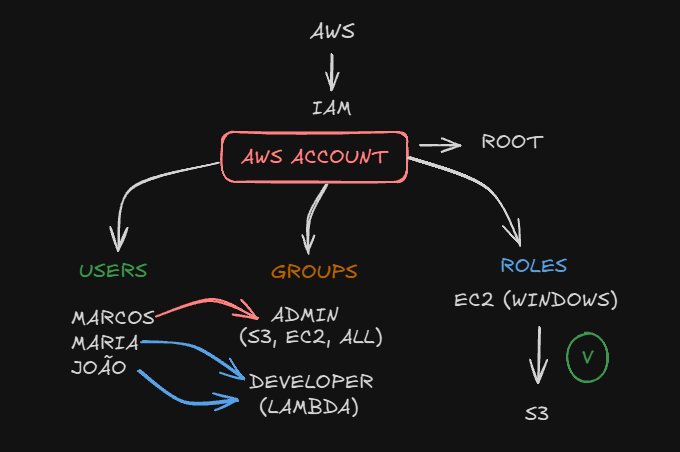 AWS
IAM
AWS ACCOUNT
ROOT
USERS
GROUPS
ROLES
MARCOS
MARIA
JOÃO
ADMIN
(S3, EC2, ALL)
DEVELOPER
(LAMBDA)
EC2 (WINDOWS)
V
S3